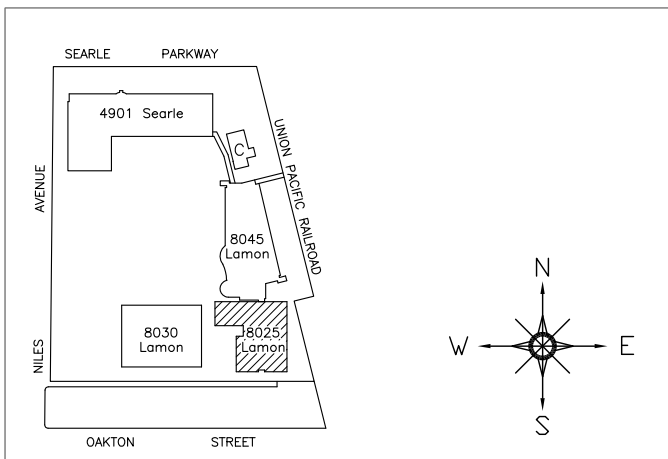 SEARLE PARKWAY
4901 Searle
C
UNION PACIFIC RAILROAD
AVENUE
NILES
8045
Lamon
8030
Lamon
8025
Lamon
OAKTON STREET
N
W E
S